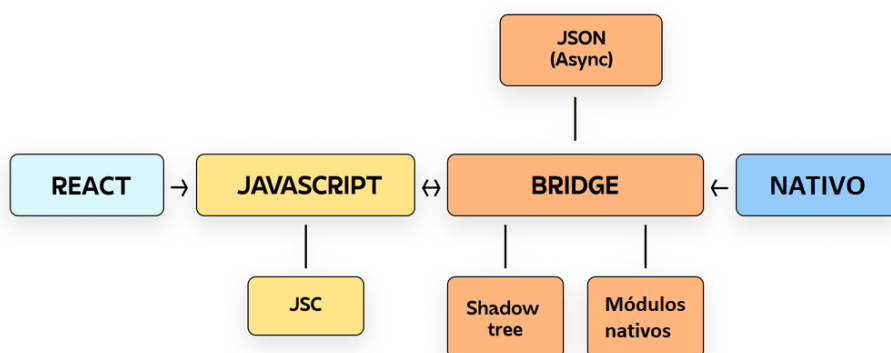 JSON
(Async)
REACT
JAVASCRIPT
BRIDGE
NATIVO
JSC
Shadow
tree
Módulos
nativos